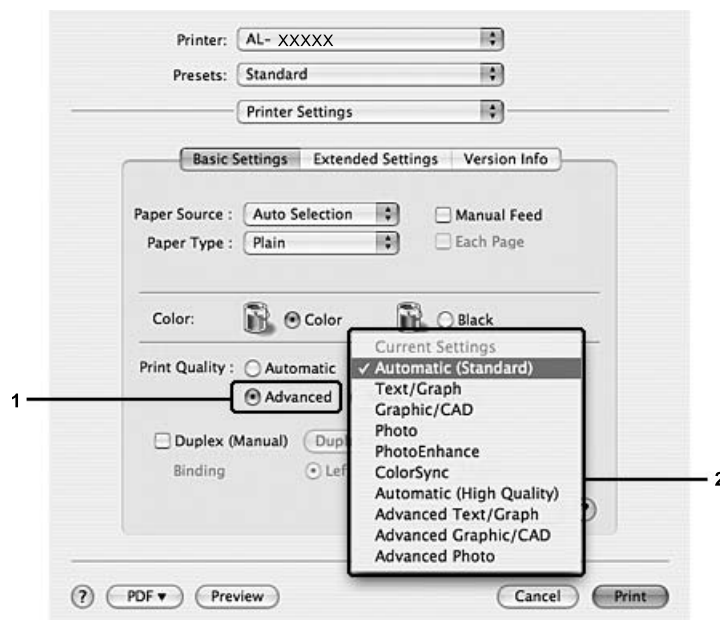 Printer: AL- XXXXX
Presets: Standard
Printer Settings
Basic Settings Extended Settings Version Info
Paper Source : Auto Selection Manual Feed
Paper Type : Plain Each Page
Color: Color Black
Print Quality : Automatic
1 Advanced
Duplex (Manual) Dupl
Binding Lef
Current Settings
✓ Automatic (Standard)
Text/Graph
Graphic/CAD
Photo
PhotoEnhance
ColorSync
Automatic (High Quality)
Advanced Text/Graph
Advanced Graphic/CAD
Advanced Photo
2
? PDF ▼ Preview Cancel Print